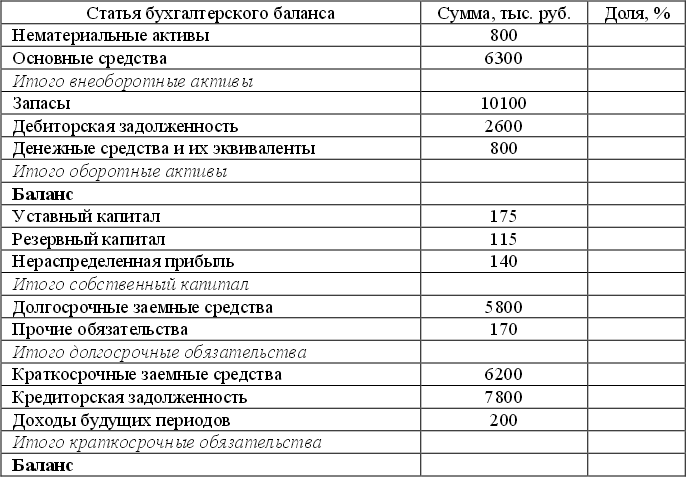 Статья бухгалтерского баланса Сумма, тыс. руб. Доля, %
Нематериальные активы 800
Основные средства 6300
Итого внеоборотные активы
Запасы 10100
Дебиторская задолженность 2600
Денежные средства и их эквиваленты 800
Итого оборотные активы
Баланс
Уставный капитал 175
Резервный капитал 115
Нераспределенная прибыль 140
Итого собственный капитал
Долгосрочные заемные средства 5800
Прочие обязательства 170
Итого долгосрочные обязательства
Краткосрочные заемные средства 6200
Кредиторская задолженность 7800
Доходы будущих периодов 200
Итого краткосрочные обязательства
Баланс